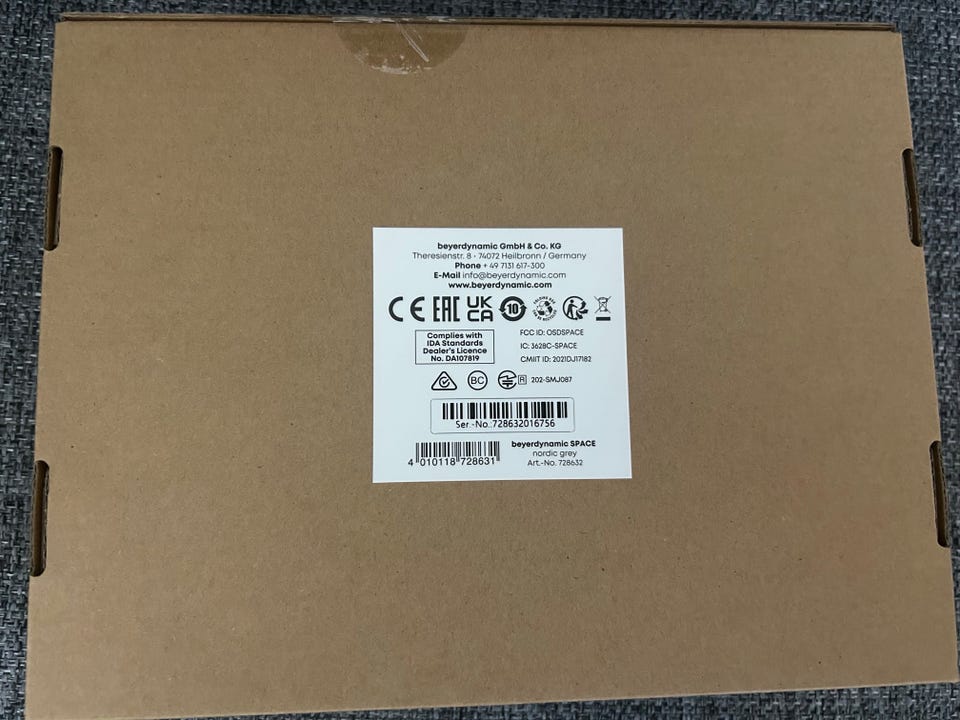 beyerdynamic GmbH & Co. KG
Theresienstr. 8 · 74072 Heilbronn / Germany
Phone + 49 7131 617-300
E-Mail info@beyerdynamic.com
www.beyerdynamic.com
CE EAC UK CA 10
Complies with
IDA Standards
Dealer's Licence
No. DA107819
FCC ID: OSDSPACE
IC: 3628C-SPACE
CMIIT ID: 2021DJ17182
BC R 202-SMJ087
Ser.-No.:728632016756
4 010118 728631
beyerdynamic SPACE
nordic grey
Art.-No. 728632